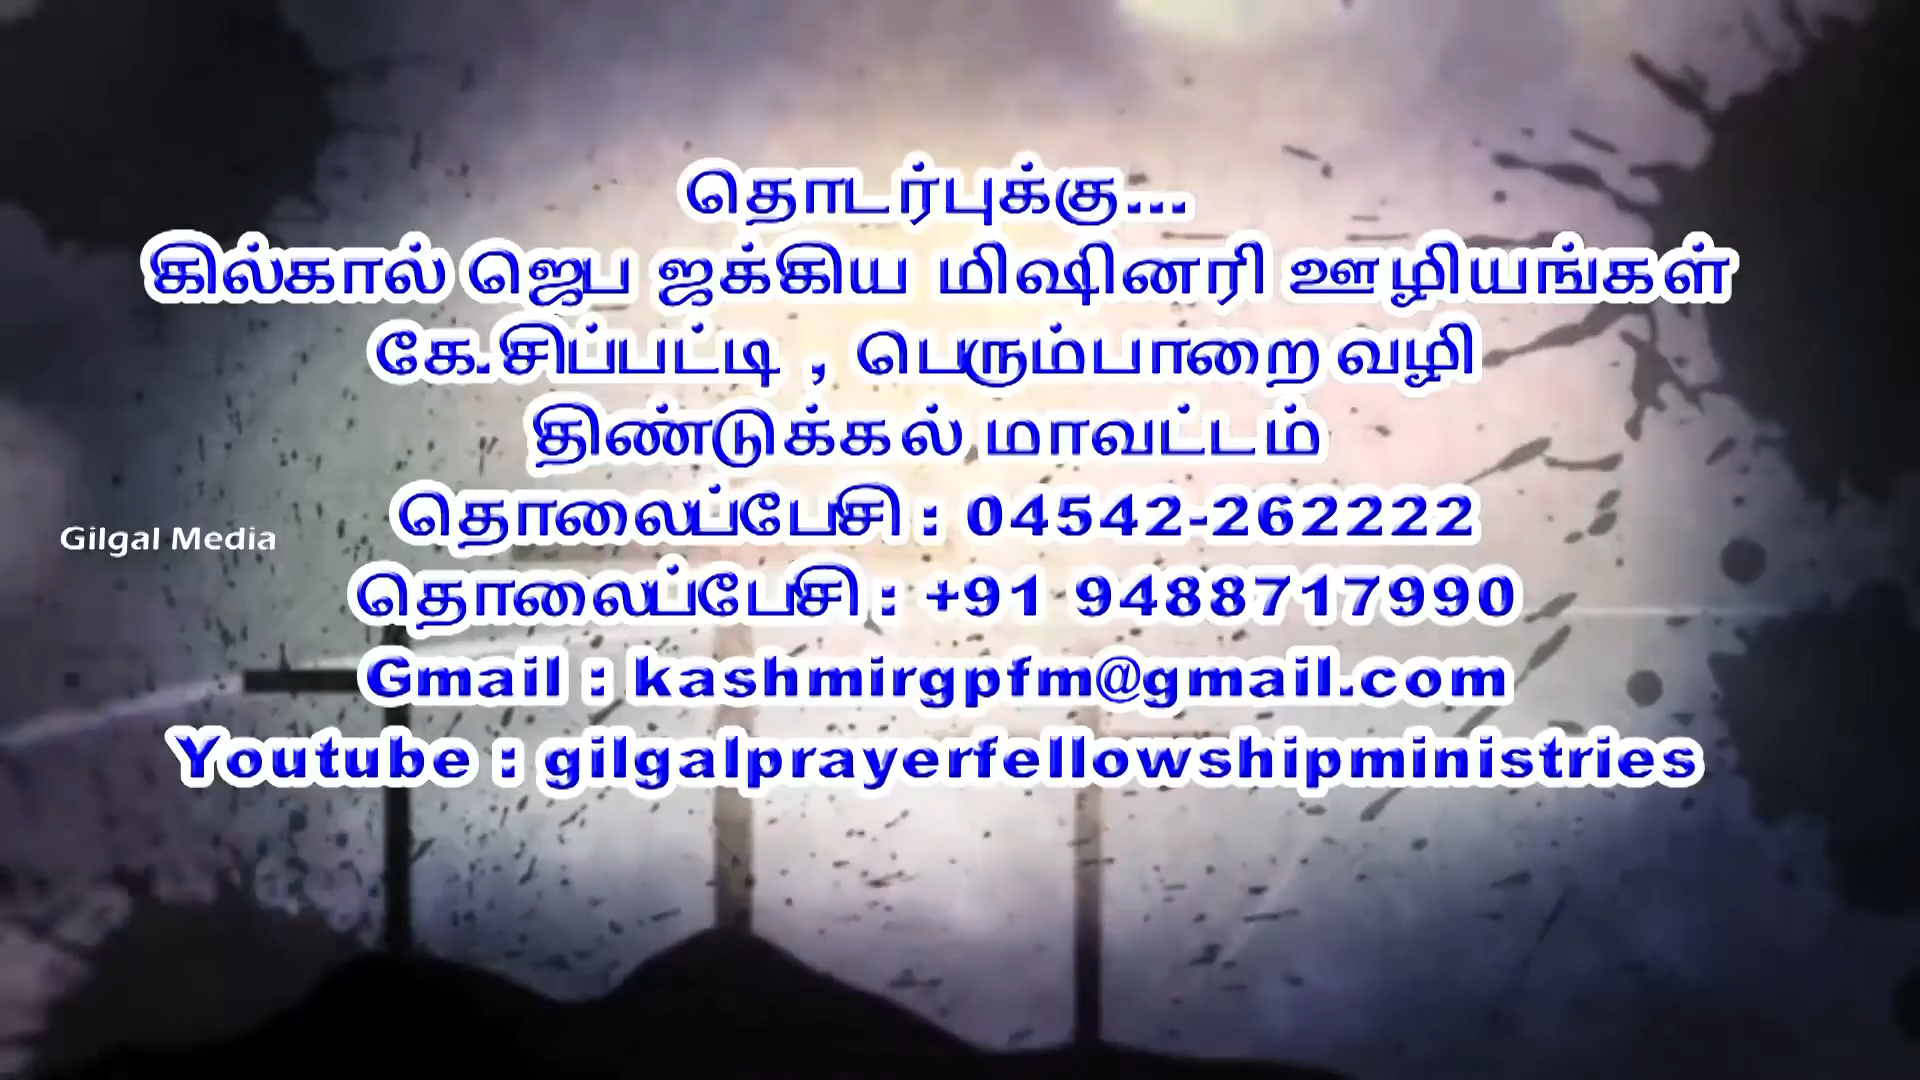 தொடர்புக்கு...
கில்கால் ஜெப ஐக்கிய மிஷினரி ஊழியங்கள்
கே.சிப்பட்டி , பெரும்பாறை வழி
திண்டுக்கல் மாவட்டம்
தொலைப்பேசி : 04542-262222
Gilgal Media
தொலைப்பேசி : +91 9488717990
Gmail : kashmirgpfm@gmail.com
Youtube : gilgalprayerfellowshipministries